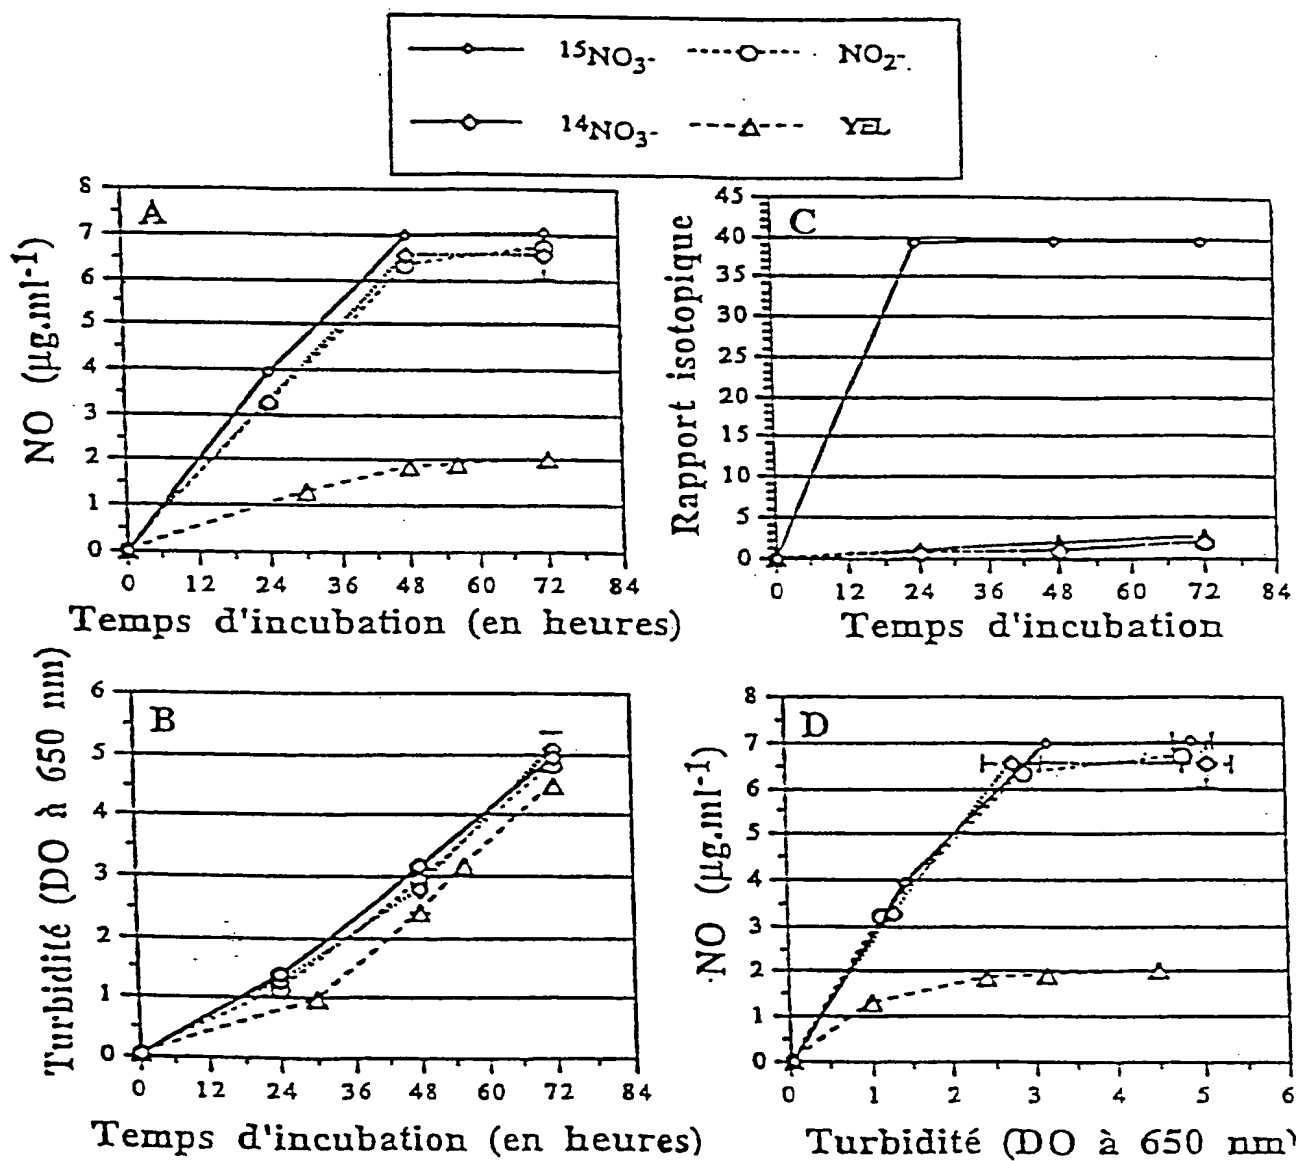 15NO3- NO2-
14NO3- YEL
A
NO (µg.ml-1)
8
7
6
5
4
3
2
1
0
0 12 24 36 48 60 72 84
Temps d'incubation (en heures)
C
Rapport isotopique
45
40
35
30
25
20
15
10
5
0
0 12 24 36 48 60 72 84
Temps d'incubation
B
Turbidité (DO à 650 nm)
6
5
4
3
2
1
0
0 12 24 36 48 60 72 84
Temps d'incubation (en heures)
D
NO (µg.ml-1)
8
7
6
5
4
3
2
1
0
0 1 2 3 4 5 6
Turbidité (DO à 650 nm)